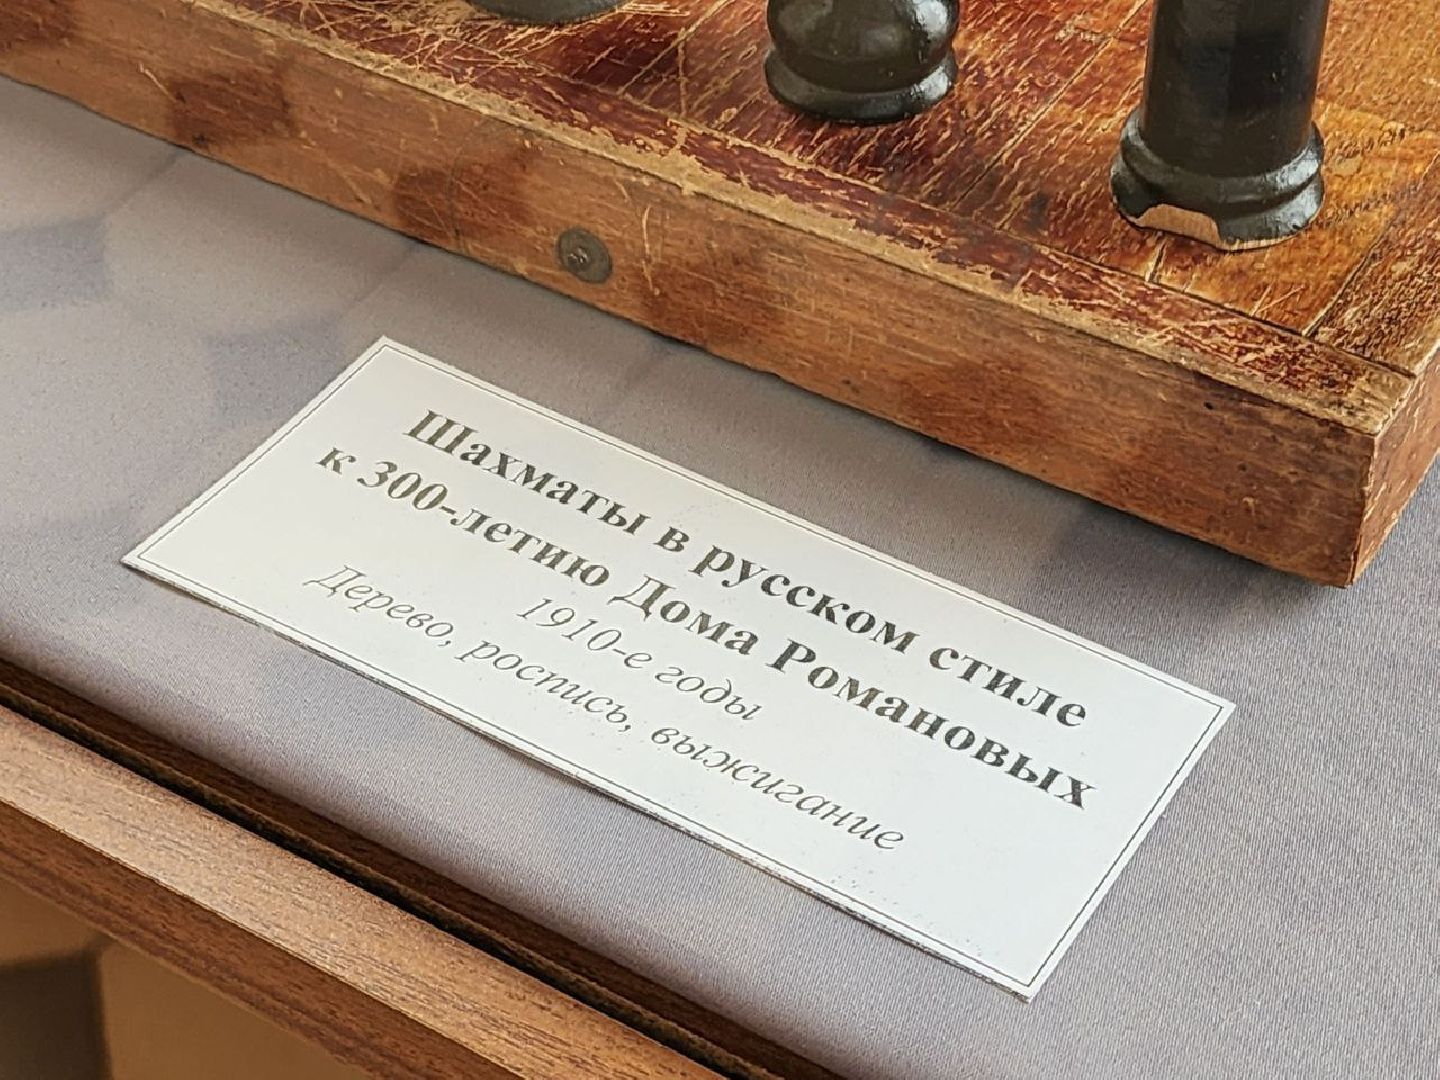 Шахматы в русском стиле
к 300-летию Дома Романовых
1910-е годы
Дерево, роспись, выжигание